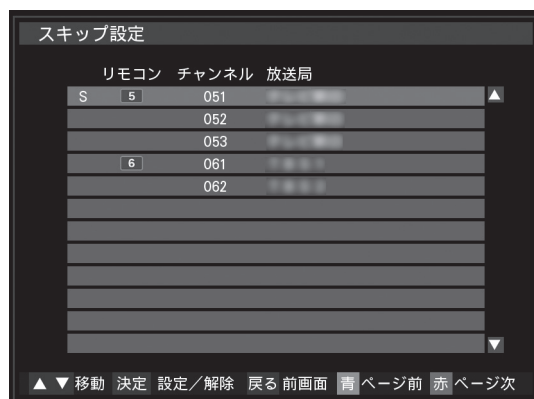 スキップ設定
リモコン チャンネル 放送局
S 5 051
052
053
6 061
062
▲ ▼ 移動 決定 設定／解除 戻る 前画面 青 ページ前 赤 ページ次